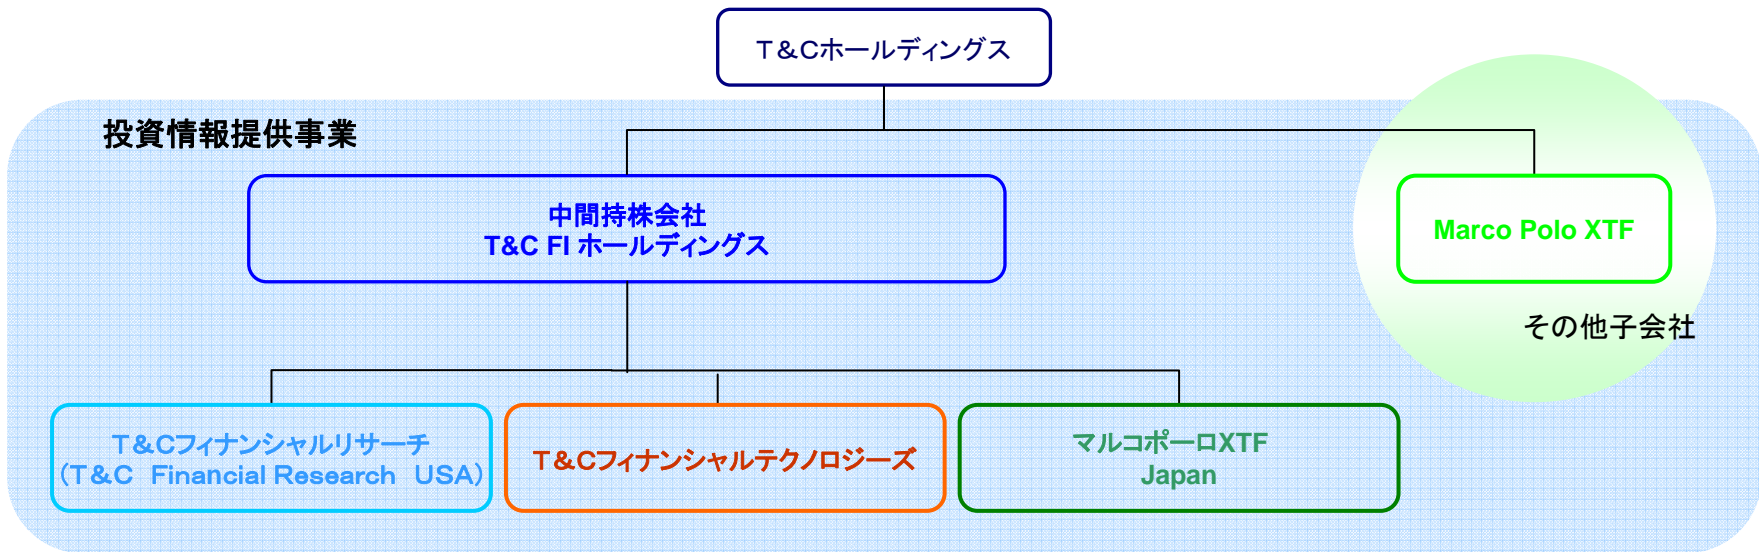 T&Cホールディングス
投資情報提供事業
中間持株会社
T&C FI ホールディングス
Marco Polo XTF
その他子会社
T&Cフィナンシャルリサーチ
(T&C Financial Research USA)
T&Cフィナンシャルテクノロジーズ
マルコポーロXTF
Japan